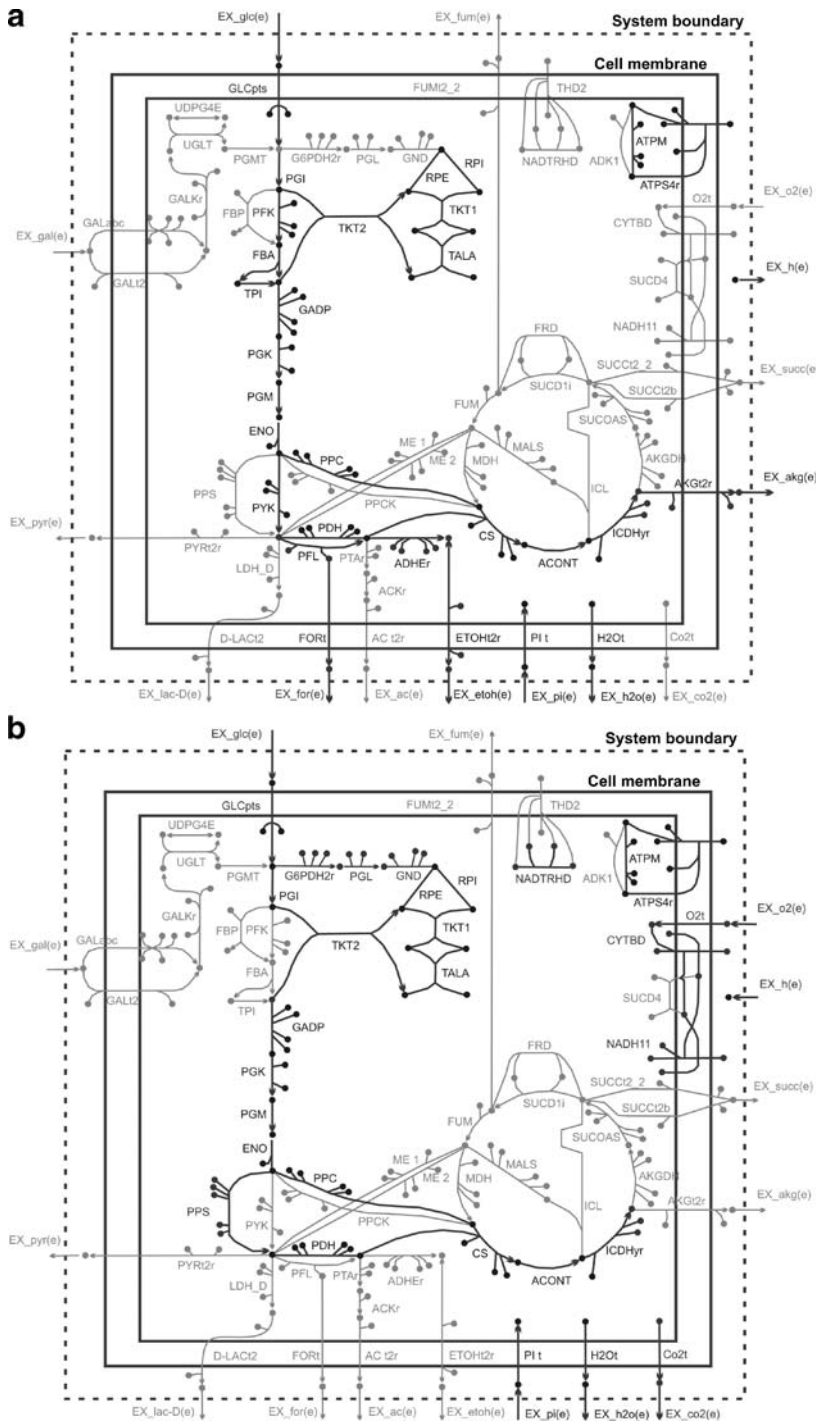 a
EX_glc(e)
EX_fum(e)
System boundary
Cell membrane
GLCpts
FUMt2_2
THD2
UDPG4E
UGLT
PGMT
G6PDH2r
PGL
GND
NADTRHD
ADK1
ATPM
ATPS4r
RPE
RPI
PGI
GALKr
FBP
PFK
TKT2
TKT1
O2t
EX_o2(e)
CYTBD
GALabc
EX_gal(e)
GALt2
FBA
TALA
TPI
SUCD4
EX_h(e)
GADP
NADH11
PGK
FRD
SUCCt2_2
EX_succ(e)
SUCD1i
SUCCt2b
PGM
FUM
SUCOAS
ENO
ME 1
ME 2
MALS
MDH
AKGDH
PPC
PPS
PPCK
ICL
AKGt2r
EX_akg(e)
PYK
EX_pyr(e)
PYRt2r
PDH
PFL
PTAr
ADHEr
CS
ACONT
ICDHyr
LDH_D
ACKr
D-LACt2
FORt
AC t2r
ETOHt2r
PI t
H2Ot
Co2t
EX_lac-D(e)
EX_for(e)
EX_ac(e)
EX_etoh(e)
EX_pi(e)
EX_h2o(e)
EX_co2(e)
b
EX_glc(e)
EX_fum(e)
System boundary
Cell membrane
GLCpts
FUMt2_2
THD2
UDPG4E
UGLT
PGMT
G6PDH2r
PGL
GND
NADTRHD
ADK1
ATPM
ATPS4r
RPE
RPI
PGI
GALKr
FBP
PFK
TKT2
TKT1
O2t
EX_o2(e)
CYTBD
GALabc
EX_gal(e)
GALt2
FBA
TALA
TPI
SUCD4
EX_h(e)
GADP
NADH11
PGK
FRD
SUCCt2_2
EX_succ(e)
SUCD1i
SUCCt2b
PGM
FUM
SUCOAS
ENO
ME 1
ME 2
MALS
MDH
AKGDH
PPC
PPS
PPCK
ICL
AKGt2r
EX_akg(e)
PYK
EX_pyr(e)
PYRt2r
PDH
PFL
PTAr
ADHEr
CS
ACONT
ICDHyr
LDH_D
ACKr
D-LACt2
FORt
AC t2r
ETOHt2r
PI t
H2Ot
Co2t
EX_lac-D(e)
EX_for(e)
EX_ac(e)
EX_etoh(e)
EX_pi(e)
EX_h2o(e)
EX_co2(e)